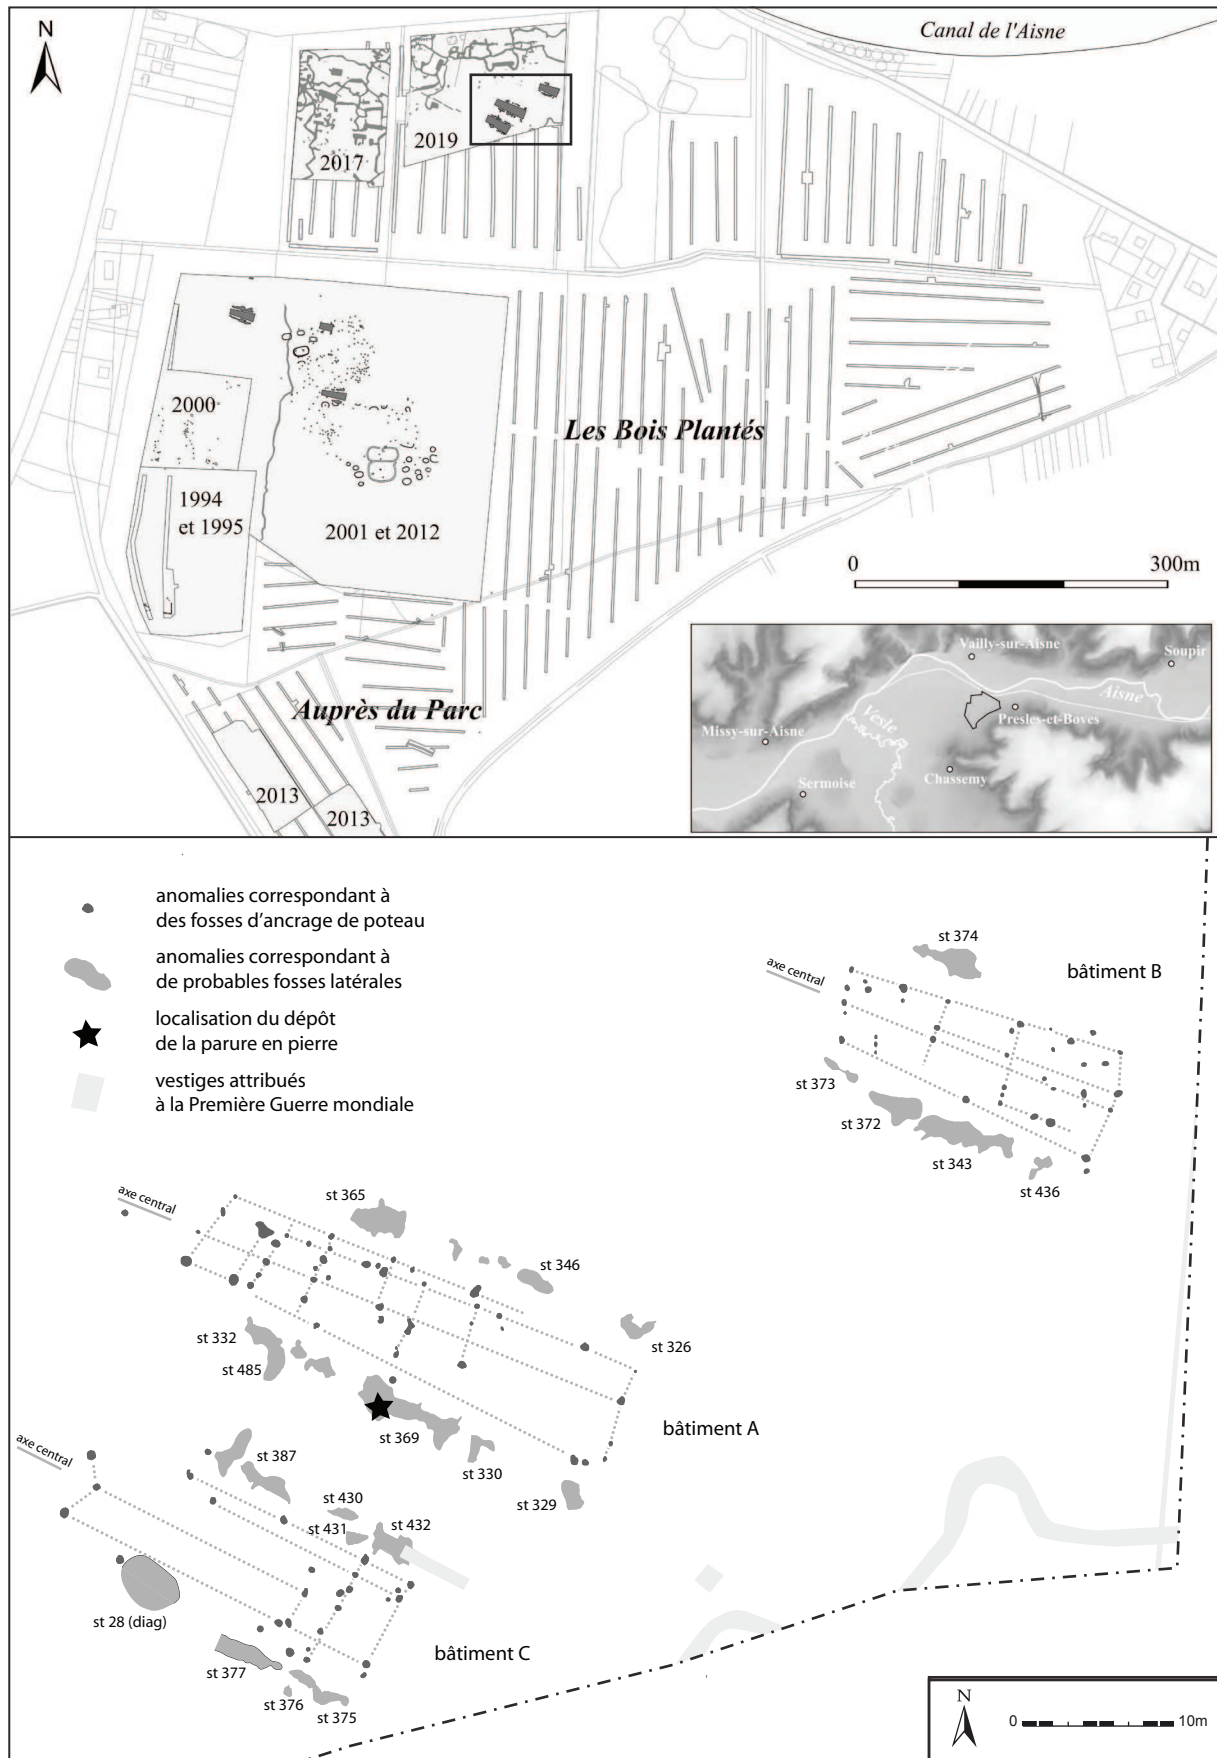 N
Canal de l'Aisne
2017
2019
2000
Les Bois Plantés
1994
et 1995
2001 et 2012
0
300m
Auprès du Parc
2013
2013
Vailly-sur-Aisne
Soupir
Aisne
Presles-et-Boves
Vesle
Missy-sur-Aisne
Chassemy
Sermoise
anomalies correspondant à
des fosses d'ancrage de poteau
anomalies correspondant à
de probables fosses latérales
localisation du dépôt
de la parure en pierre
vestiges attribués
à la Première Guerre mondiale
st 374
axe central
bâtiment B
st 373
st 372
st 343
st 436
axe central
st 365
st 346
st 326
st 332
st 485
bâtiment A
st 369
st 330
st 329
axe central
st 387
st 430
st 431
st 432
st 28 (diag)
bâtiment C
st 377
st 376
st 375
N
0
10m